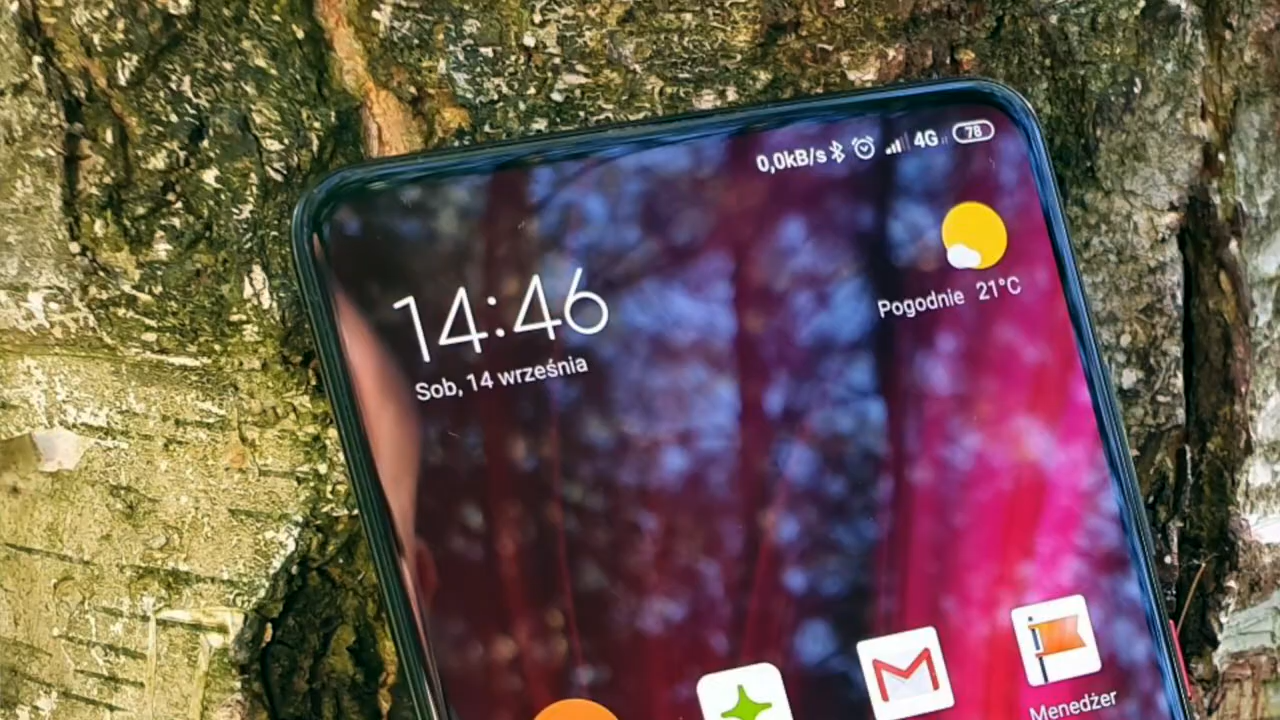 0,0kB/s 4G 78
14:46
Sob, 14 września
Pogodnie 21°C
Menedżer